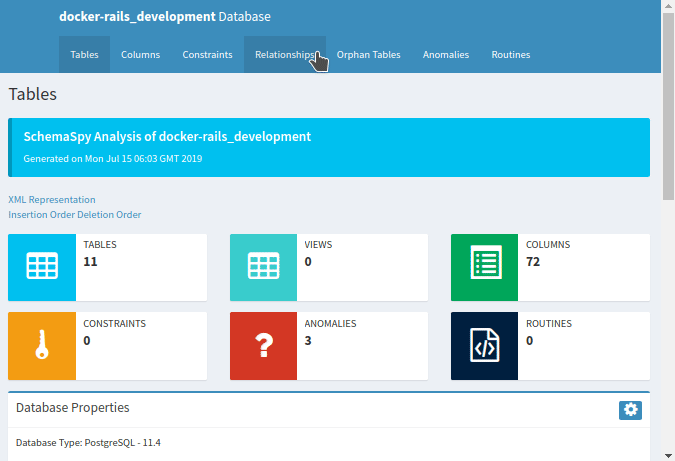 docker-rails_development Database
Tables Columns Constraints Relationships Orphan Tables Anomalies Routines
Tables
SchemaSpy Analysis of docker-rails_development
Generated on Mon Jul 15 06:03 GMT 2019
XML Representation
Insertion Order Deletion Order
TABLES
11
VIEWS
0
COLUMNS
72
CONSTRAINTS
0
ANOMALIES
3
ROUTINES
0
Database Properties
Database Type: PostgreSQL - 11.4